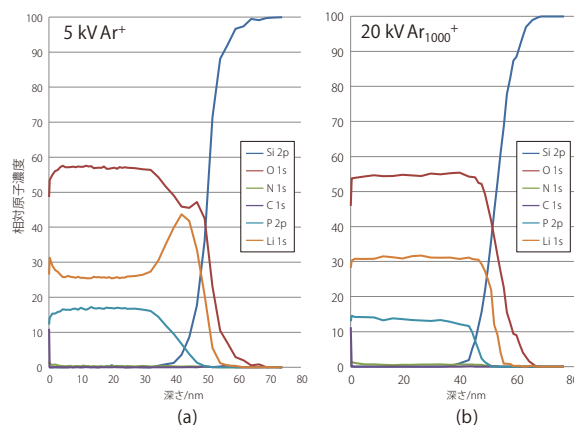 5 kV Ar⁺
相対原子濃度
100
90
80
70
60
50
40
30
20
10
0
Si 2p
O 1s
N 1s
C 1s
P 2p
Li 1s
0 10 20 30 40 50 60 70 80
深さ/nm
(a)
20 kV Ar₁₀₀₀⁺
100
90
80
70
60
50
40
30
20
10
0
Si 2p
O 1s
N 1s
C 1s
P 2p
Li 1s
0 20 40 60 80
深さ/nm
(b)